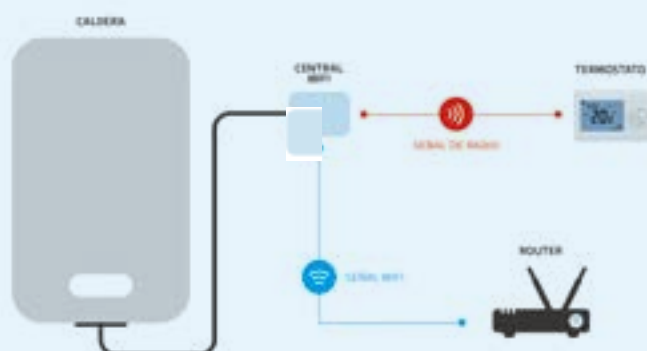 CALDERA
CENTRAL
WIFI
TERMOSTATO
20
SEÑAL DE RADIO
ROUTER
SEÑAL WIFI